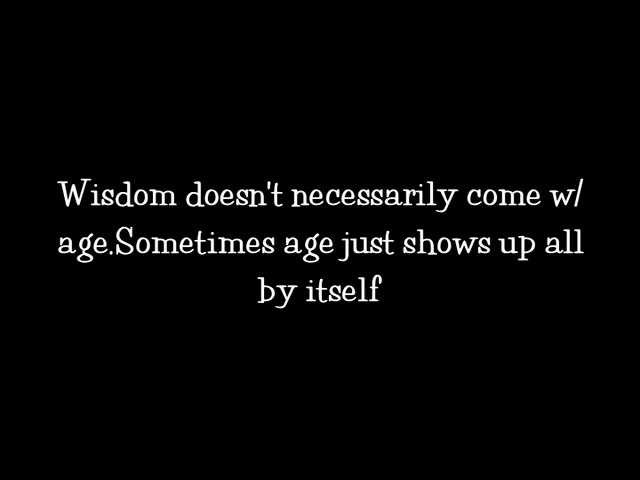 Wisdom doesn't necessarily come w/
age.Sometimes age just shows up all
by itself